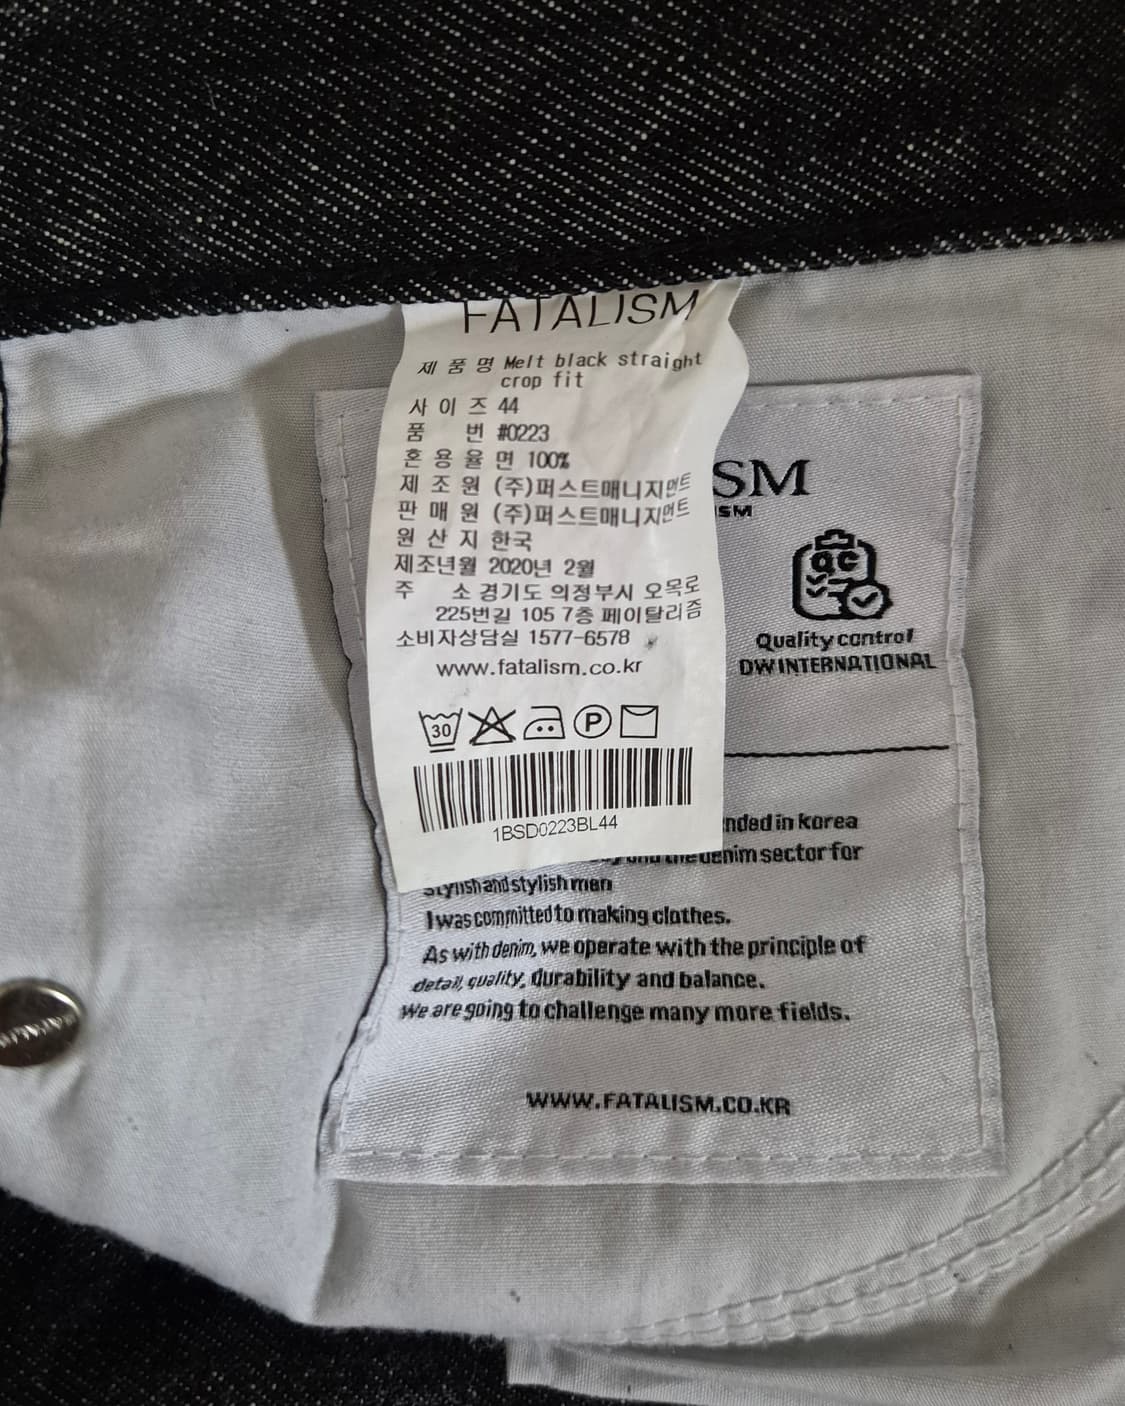 FATALISM
제 품 명 Melt black straight
crop fit
사 이 즈 44
품 번 #0223
혼 용 율 면 100%
제 조 원 (주)퍼스트매니지먼트
판 매 원 (주)퍼스트매니지먼트
원 산 지 한국
제조년월 2020년 2월
주 소 경기도 의정부시 오목로
225번길 105 7층 페이탈리즘
소비자상담실 1577-6578
www.fatalism.co.kr
30
P
1BSD0223BL44
SM
ISM
QC
Quality control
DW INTERNATIONAL
nded in korea
denim sector for
stylish and stylish men
I was committed to making clothes.
As with denim, we operate with the principle of
detail, quality, durability and balance.
We are going to challenge many more fields.
WWW.FATALISM.CO.KR